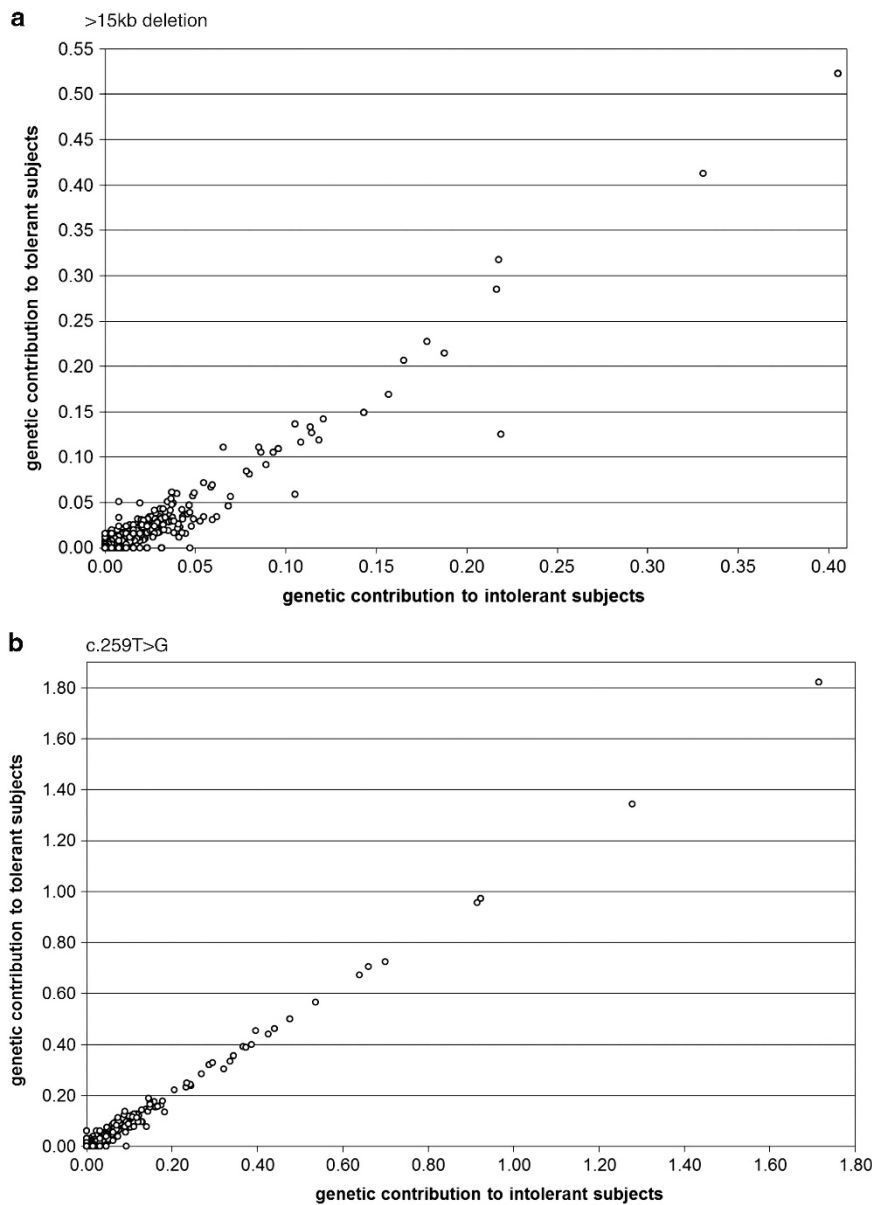 a
>15kb deletion
0.55
0.50
0.45
0.40
0.35
0.30
0.25
0.20
0.15
0.10
0.05
0.00
genetic contribution to tolerant subjects
0.00 0.05 0.10 0.15 0.20 0.25 0.30 0.35 0.40
genetic contribution to intolerant subjects
b
c.259T>G
1.80
1.60
1.40
1.20
1.00
0.80
0.60
0.40
0.20
0.00
genetic contribution to tolerant subjects
0.00 0.20 0.40 0.60 0.80 1.00 1.20 1.40 1.60 1.80
genetic contribution to intolerant subjects